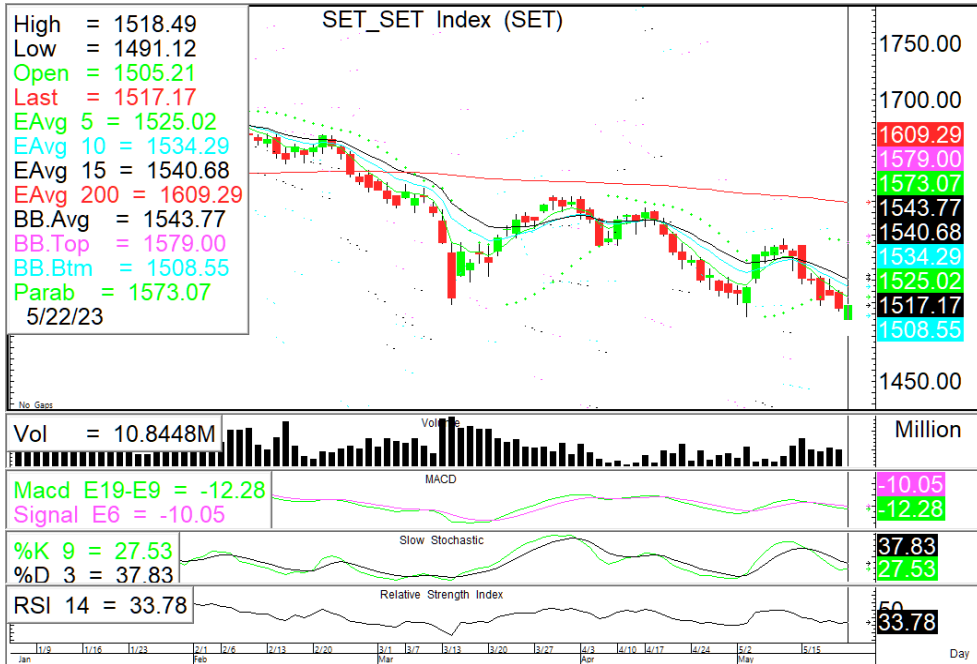 SET_SET Index (SET)
High = 1518.49
Low = 1491.12
Open = 1505.21
Last = 1517.17
EAvg 5 = 1525.02
EAvg 10 = 1534.29
EAvg 15 = 1540.68
EAvg 200 = 1609.29
BB.Avg = 1543.77
BB.Top = 1579.00
BB.Btm = 1508.55
Parab = 1573.07
5/22/23
1750.00
1700.00
1609.29
1579.00
1573.07
1543.77
1540.68
1534.29
1525.02
1517.17
1508.55
1450.00
No Gaps
Volume
Vol = 10.8448M
Million
MACD
Macd E19-E9 = -12.28
Signal E6 = -10.05
-10.05
-12.28
Slow Stochastic
%K 9 = 27.53
%D 3 = 37.83
37.83
27.53
Relative Strength Index
RSI 14 = 33.78
50
33.78
1/9 1/16 1/23 2/1 2/6 2/13 2/20 3/1 3/7 3/13 3/20 3/27 4/3 4/10 4/17 4/24 5/2 5/15
Jan Feb Mar Apr May Day